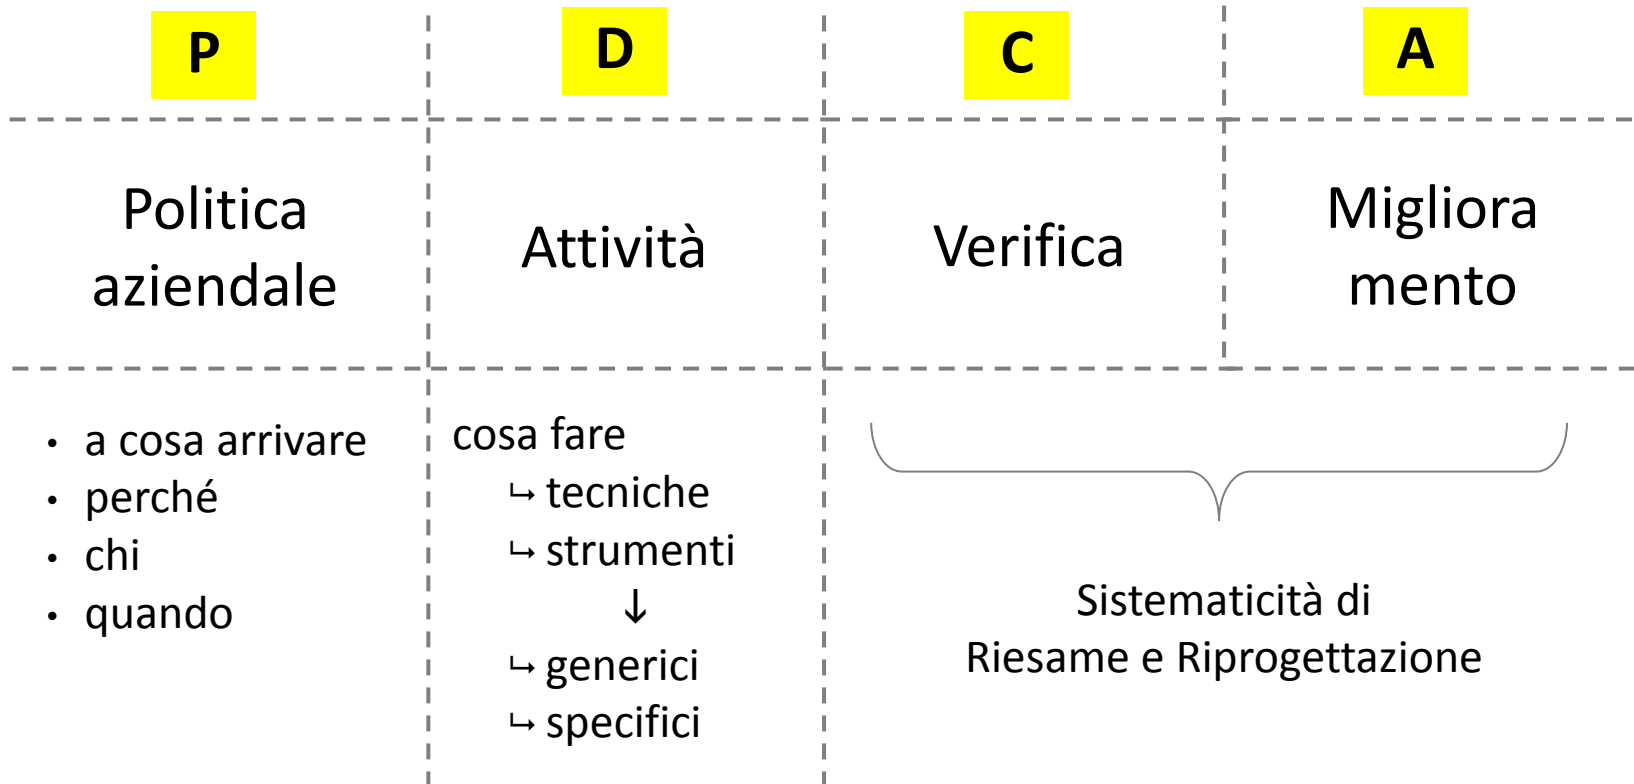 P
D
C
A
Politica
aziendale
Attività
Verifica
Migliora
mento
• a cosa arrivare
• perché
• chi
• quando
cosa fare
↳ tecniche
↳ strumenti
↓
↳ generici
↳ specifici
Sistematicità di
Riesame e Riprogettazione